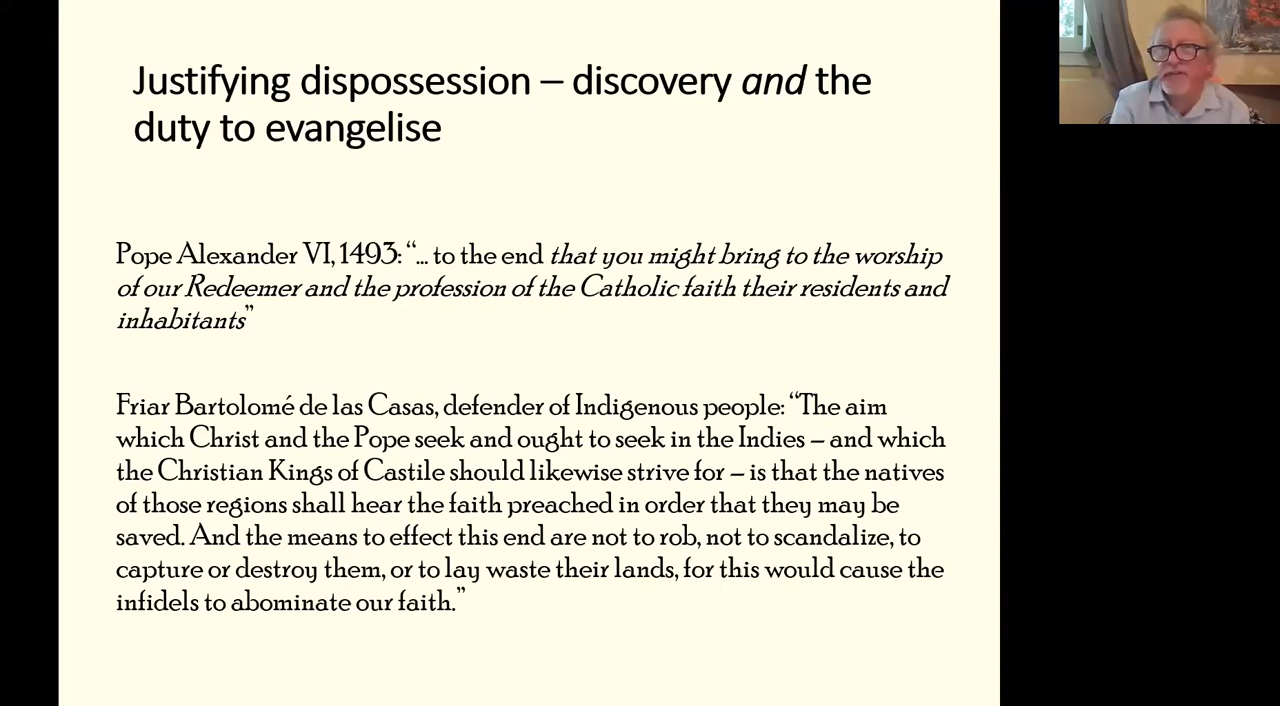 Justifying dispossession – discovery and the
duty to evangelise
Pope Alexander VI, 1493: “... to the end that you might bring to the worship
of our Redeemer and the profession of the Catholic faith their residents and
inhabitants”
Friar Bartolomé de las Casas, defender of Indigenous people: “The aim
which Christ and the Pope seek and ought to seek in the Indies – and which
the Christian Kings of Castile should likewise strive for – is that the natives
of those regions shall hear the faith preached in order that they may be
saved. And the means to effect this end are not to rob, not to scandalize, to
capture or destroy them, or to lay waste their lands, for this would cause the
infidels to abominate our faith.”